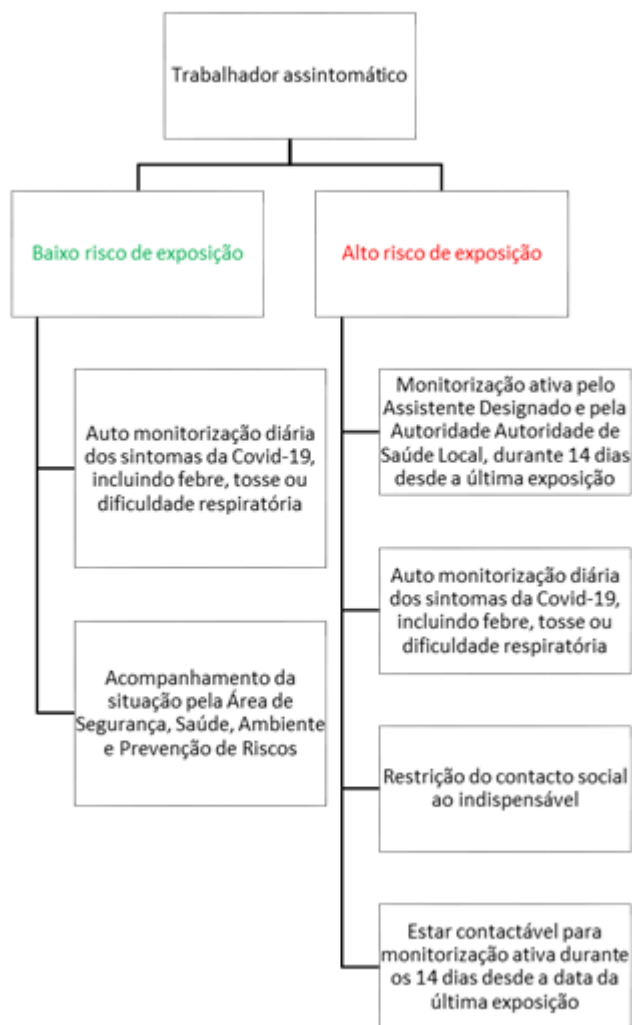 Trabalhador assintomático
Baixo risco de exposição
Alto risco de exposição
Auto monitorização diária
dos sintomas da Covid-19,
incluindo febre, tosse ou
dificuldade respiratória
Acompanhamento da
situação pela Área de
Segurança, Saúde, Ambiente
e Prevenção de Riscos
Monitorização ativa pelo
Assistente Designado e pela
Autoridade Autoridade de
Saúde Local, durante 14 dias
desde a última exposição
Auto monitorização diária
dos sintomas da Covid-19,
incluindo febre, tosse ou
dificuldade respiratória
Restrição do contacto social
ao indispensável
Estar contactável para
monitorização ativa durante
os 14 dias desde a data da
última exposição